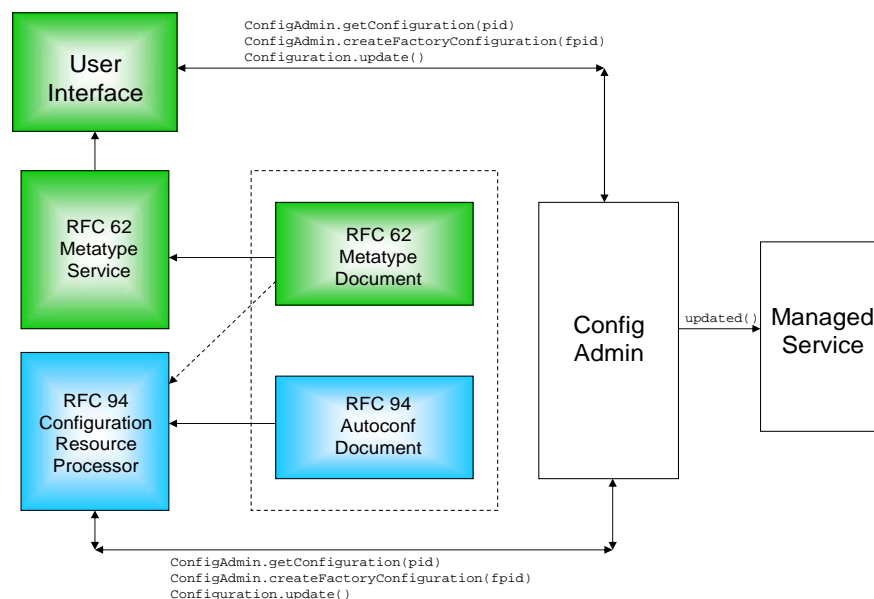 ConfigAdmin.getConfiguration(pid)
ConfigAdmin.createFactoryConfiguration(fpid)
Configuration.update()
User
Interface
RFC 62
Metatype
Service
RFC 62
Metatype
Document
RFC 94
Configuration
Resource
Processor
RFC 94
Autoconf
Document
Config
Admin
updated()
Managed
Service
ConfigAdmin.getConfiguration(pid)
ConfigAdmin.createFactoryConfiguration(fpid)
Configuration.update()